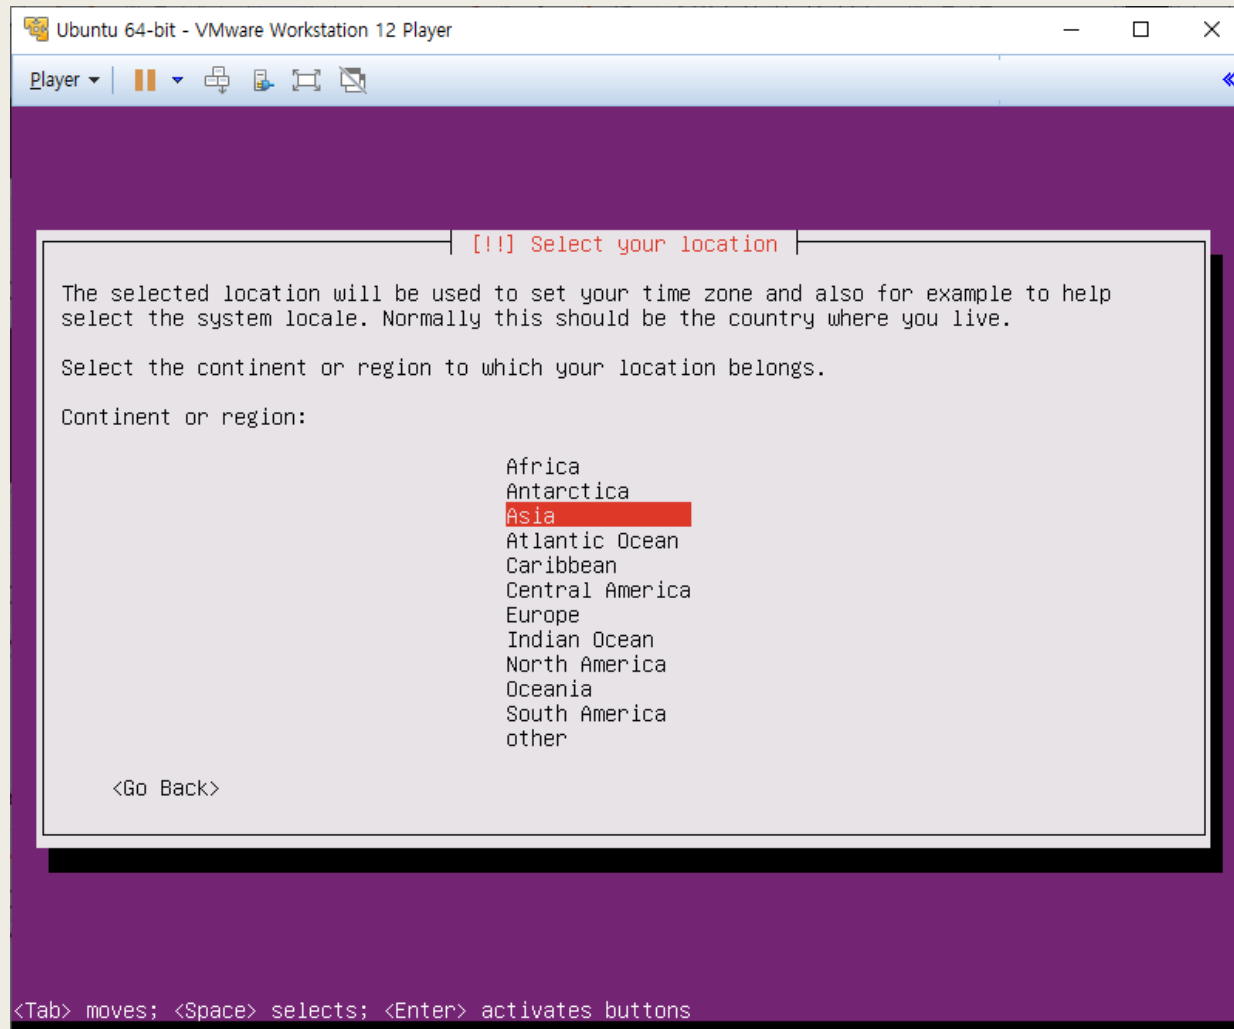 Ubuntu 64-bit - VMware Workstation 12 Player
Player
[!!] Select your location
The selected location will be used to set your time zone and also for example to help
select the system locale. Normally this should be the country where you live.
Select the continent or region to which your location belongs.
Continent or region:
Africa
Antarctica
Asia
Atlantic Ocean
Caribbean
Central America
Europe
Indian Ocean
North America
Oceania
South America
other
<Go Back>
<Tab> moves; <Space> selects; <Enter> activates buttons